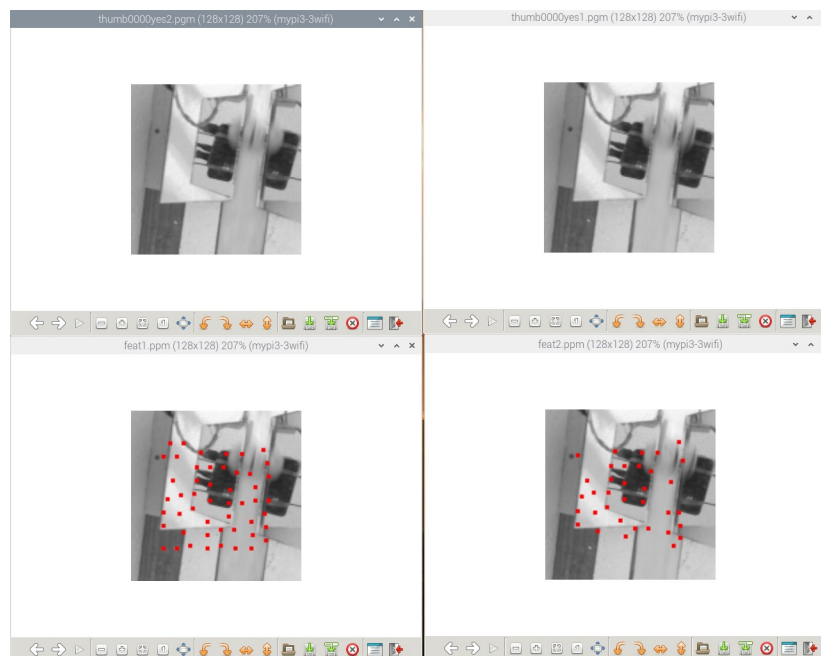 thumb0000yes2.pgm (128x128) 207% (mypi3-3wifi)
thumb0000yes1.pgm (128x128) 207% (mypi3-3wifi)
feat1.ppm (128x128) 207% (mypi3-3wifi)
feat2.ppm (128x128) 207% (mypi3-3wifi)